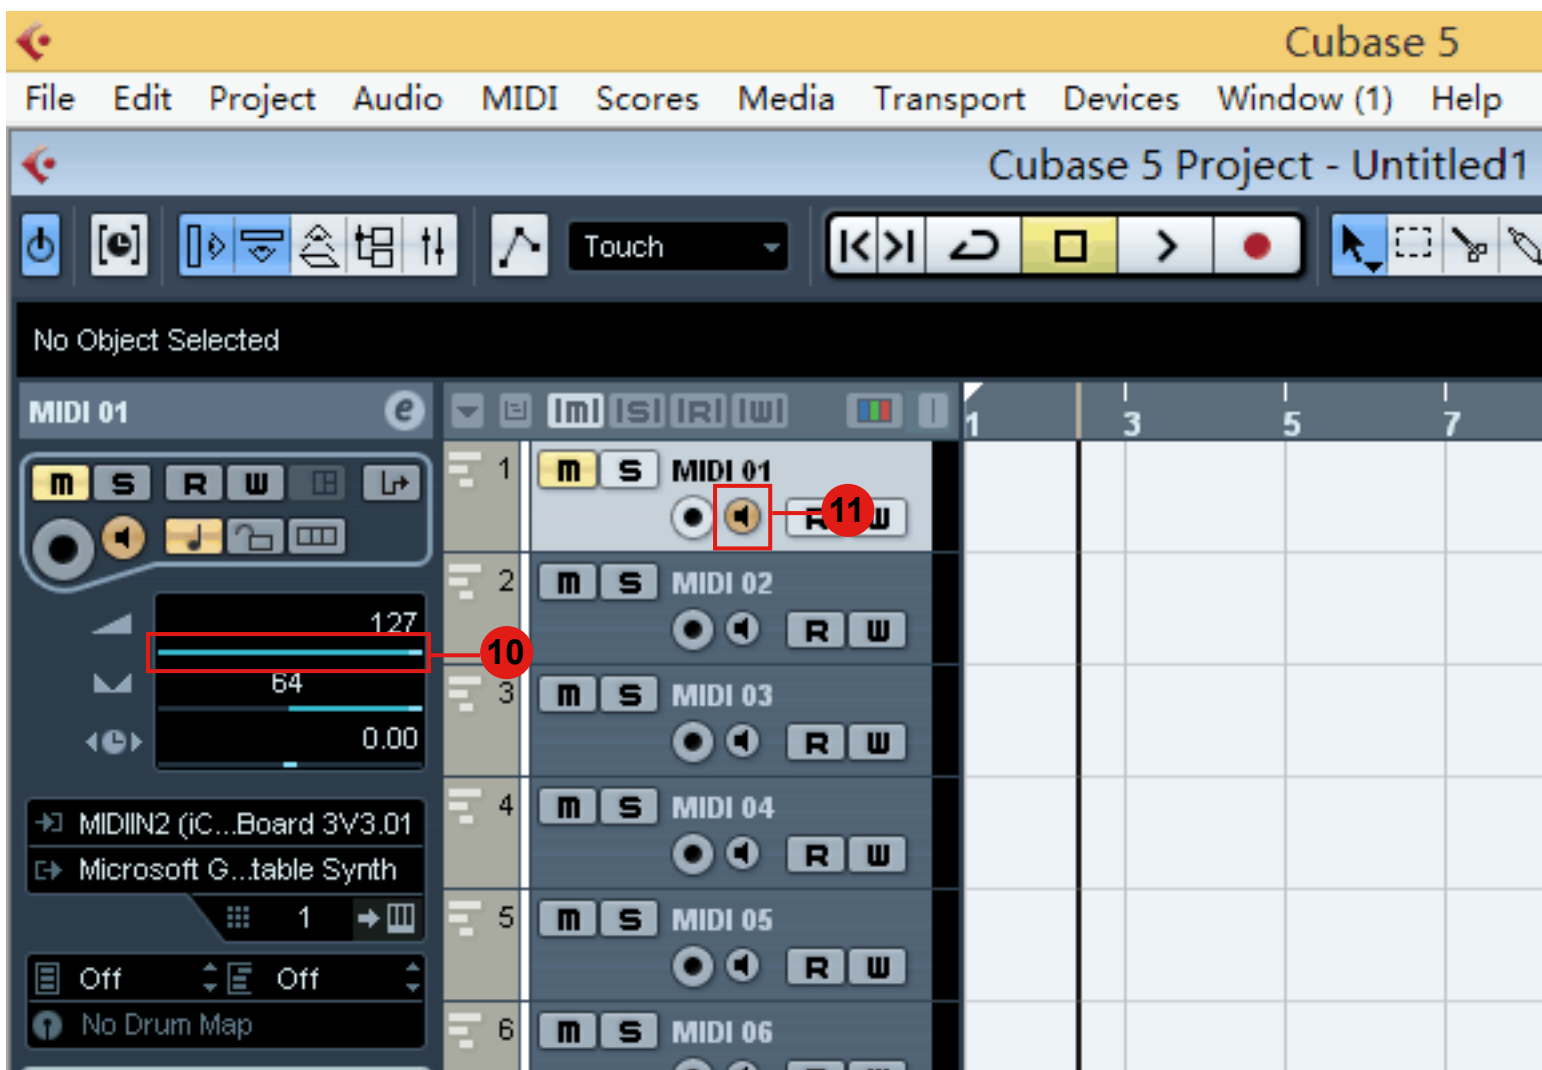 Cubase 5
File Edit Project Audio MIDI Scores Media Transport Devices Window (1) Help
Cubase 5 Project - Untitled1
Touch
No Object Selected
MIDI 01
e
m S R W
127
10
64
0.00
MIDIIN2 (iC...Board 3V3.01
Microsoft G...table Synth
1
Off Off
No Drum Map
m S R W
1 3 5 7
1 m S MIDI 01
R W
11
2 m S MIDI 02
R W
3 m S MIDI 03
R W
4 m S MIDI 04
R W
5 m S MIDI 05
R W
6 m S MIDI 06